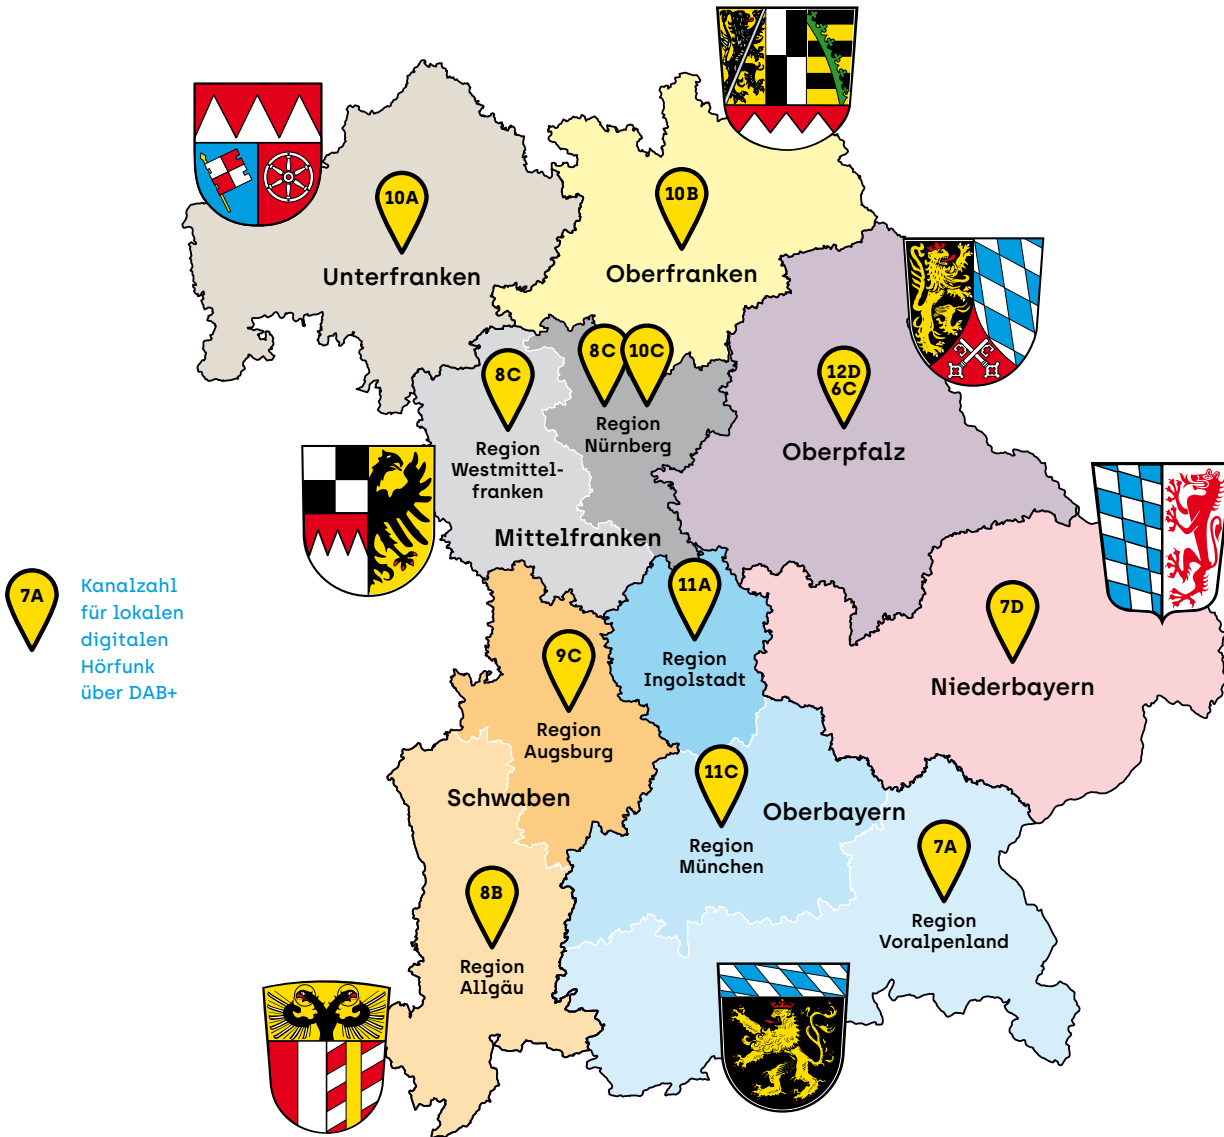 10A
Unterfranken
10B
Oberfranken
8C
10C
Region
Nürnberg
8C
Region
Westmittel-
franken
Mittelfranken
12D
6C
Oberpfalz
7A
Kanalzahl
für lokalen
digitalen
Hörfunk
über DAB+
11A
Region
Ingolstadt
7D
Niederbayern
9C
Region
Augsburg
Schwaben
11C
Oberbayern
Region
München
7A
Region
Voralpenland
8B
Region
Allgäu